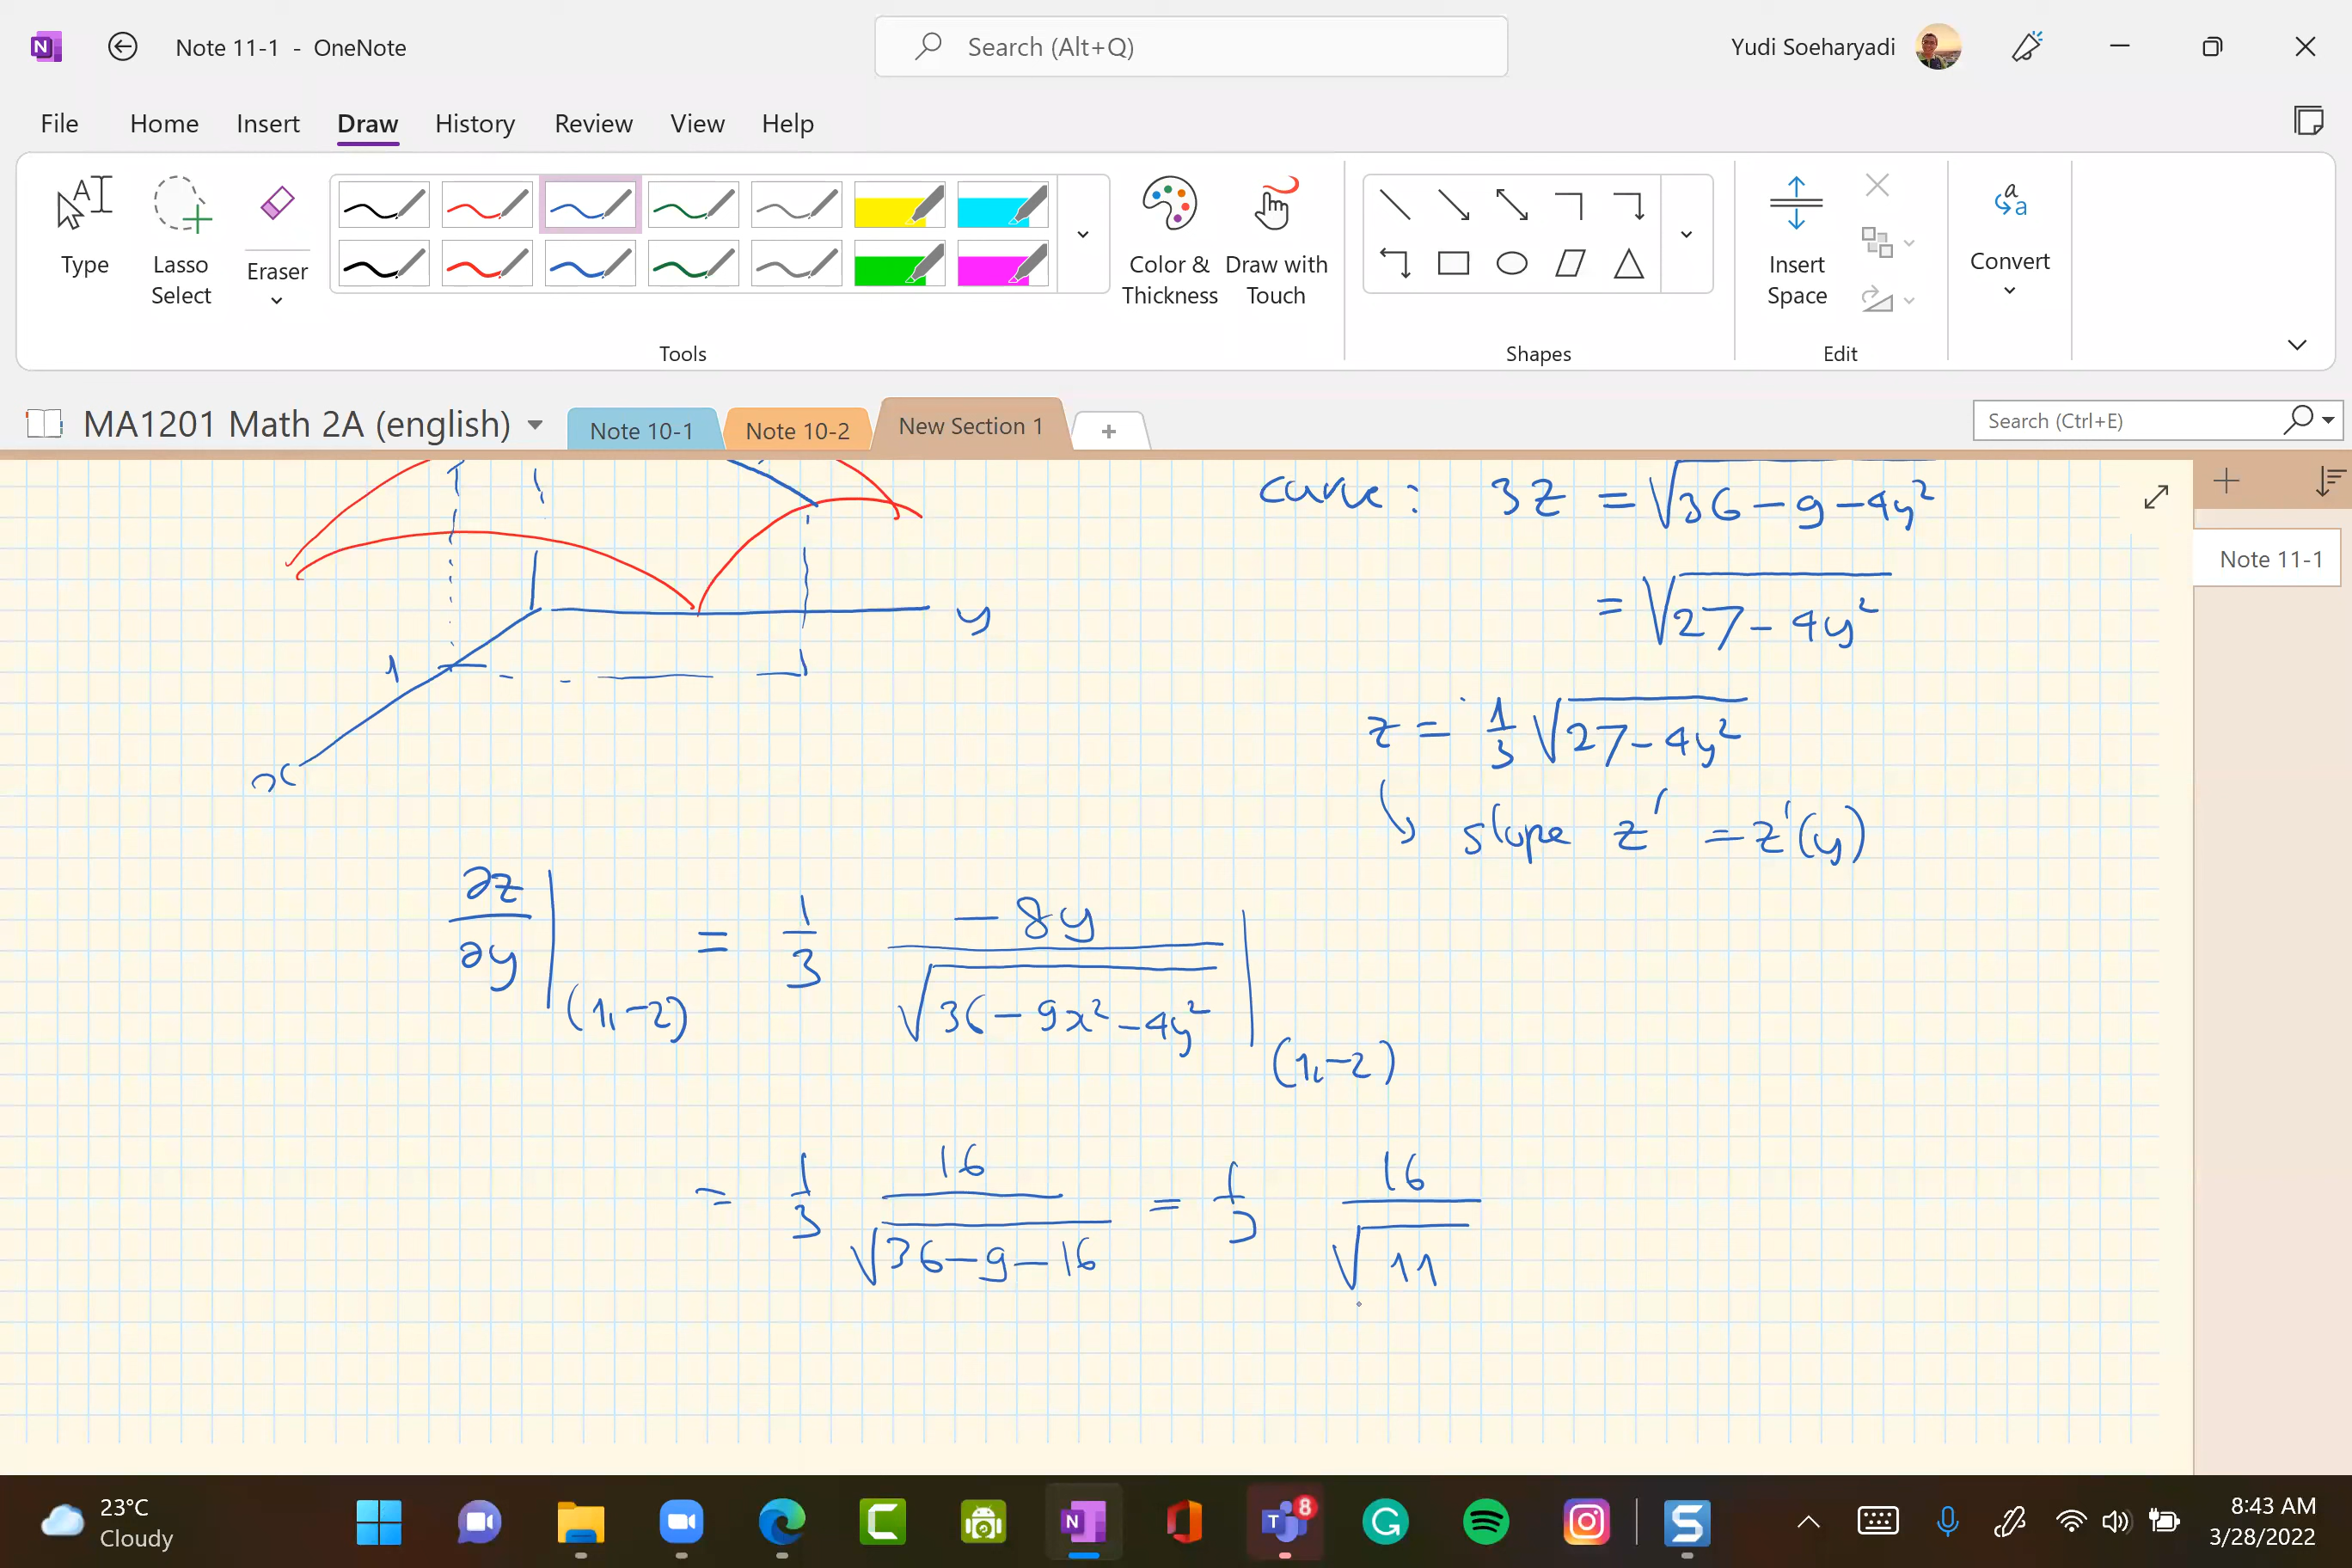 Note 11-1 - OneNote
Search (Alt+Q)
Yudi Soeharyadi
File Home Insert Draw History Review View Help
Type
Lasso Select
Eraser
Color & Thickness
Draw with Touch
Insert Space
Convert
Tools
Shapes
Edit
MA1201 Math 2A (english)
Note 10-1
Note 10-2
New Section 1
Search (Ctrl+E)
Note 11-1
curve : 3z = √(36 - 9 - 4y²)
= √(27 - 4y²)
y
1
x
z = 1/3 √(27 - 4y²)
slope z' = z'(y)
∂z/∂y |(1,-2) = 1/3 -8y/√(36 - 9x² - 4y²) |(1,-2)
= 1/3 16/√(36 - 9 - 16) = 1/3 16/√11
23°C
Cloudy
8
8:43 AM
3/28/2022